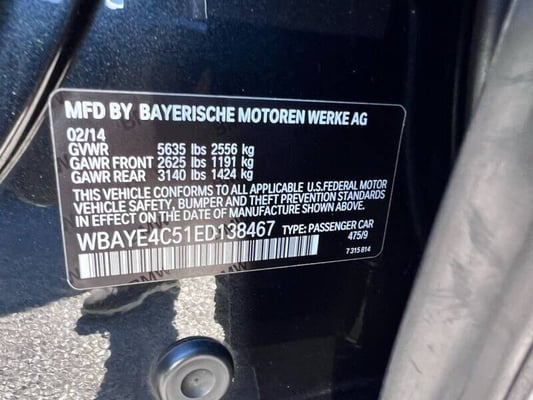 MFD BY BAYERISCHE MOTOREN WERKE AG
02/14
GVWR 5635 lbs 2556 kg
GAWR FRONT 2625 lbs 1191 kg
GAWR REAR 3140 lbs 1424 kg
THIS VEHICLE CONFORMS TO ALL APPLICABLE U.S.FEDERAL MOTOR
VEHICLE SAFETY, BUMPER AND THEFT PREVENTION STANDARDS
IN EFFECT ON THE DATE OF MANUFACTURE SHOWN ABOVE
WBAYE4C51ED138467 TYPE: PASSENGER CAR
475/9
7 315 814